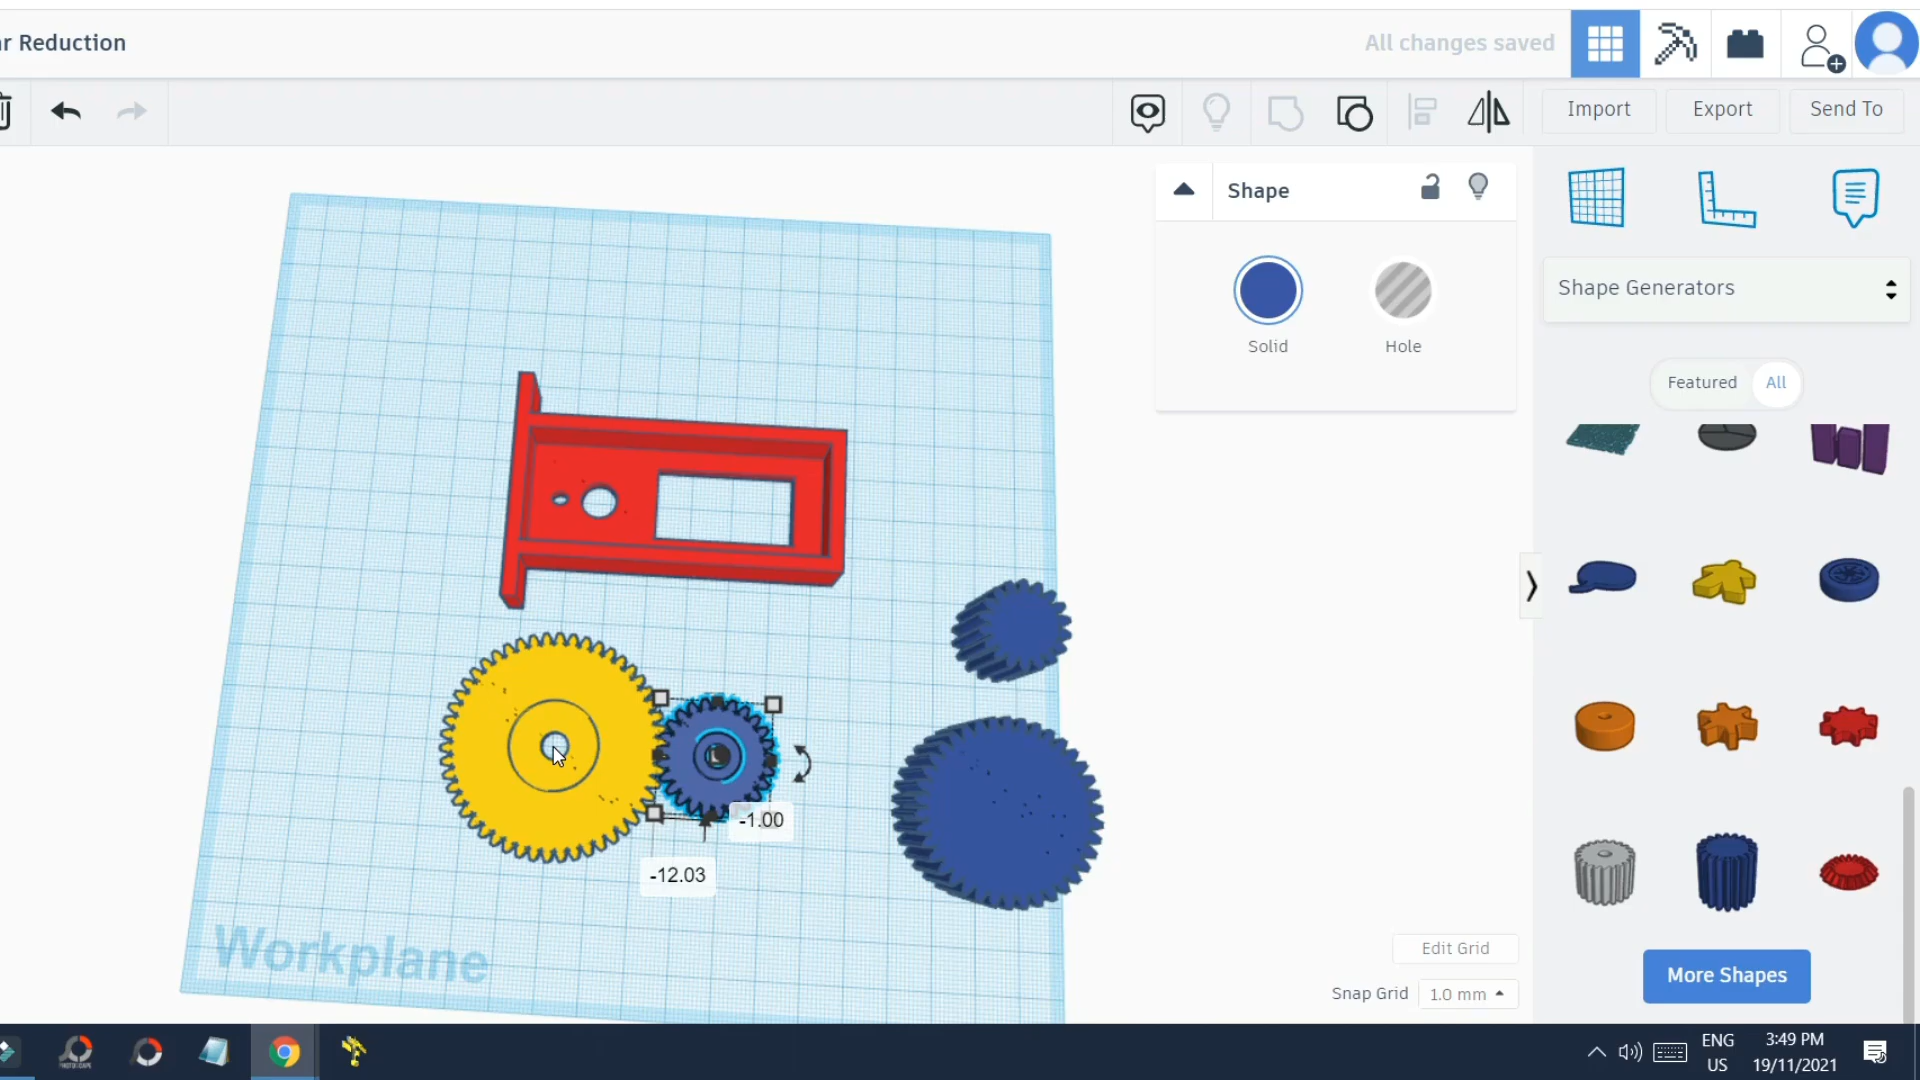 r Reduction
All changes saved
Import
Export
Send To
Shape
Solid
Hole
Shape Generators
Featured
All
-1.00
-12.03
Workplane
Edit Grid
Snap Grid
1.0 mm
More Shapes
ENG
US
3:49 PM
19/11/2021